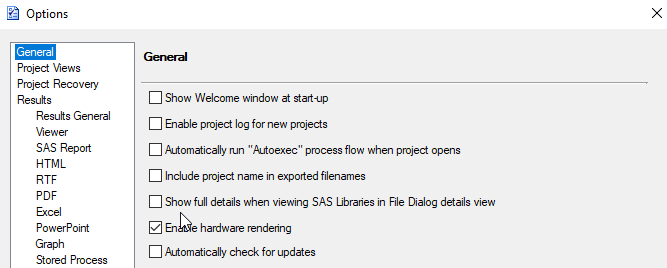 Options
General
Project Views
Project Recovery
Results
Results General
Viewer
SAS Report
HTML
RTF
PDF
Excel
PowerPoint
Graph
Stored Process
General
Show Welcome window at start-up
Enable project log for new projects
Automatically run "Autoexec" process flow when project opens
Include project name in exported filenames
Show full details when viewing SAS Libraries in File Dialog details view
Enable hardware rendering
Automatically check for updates